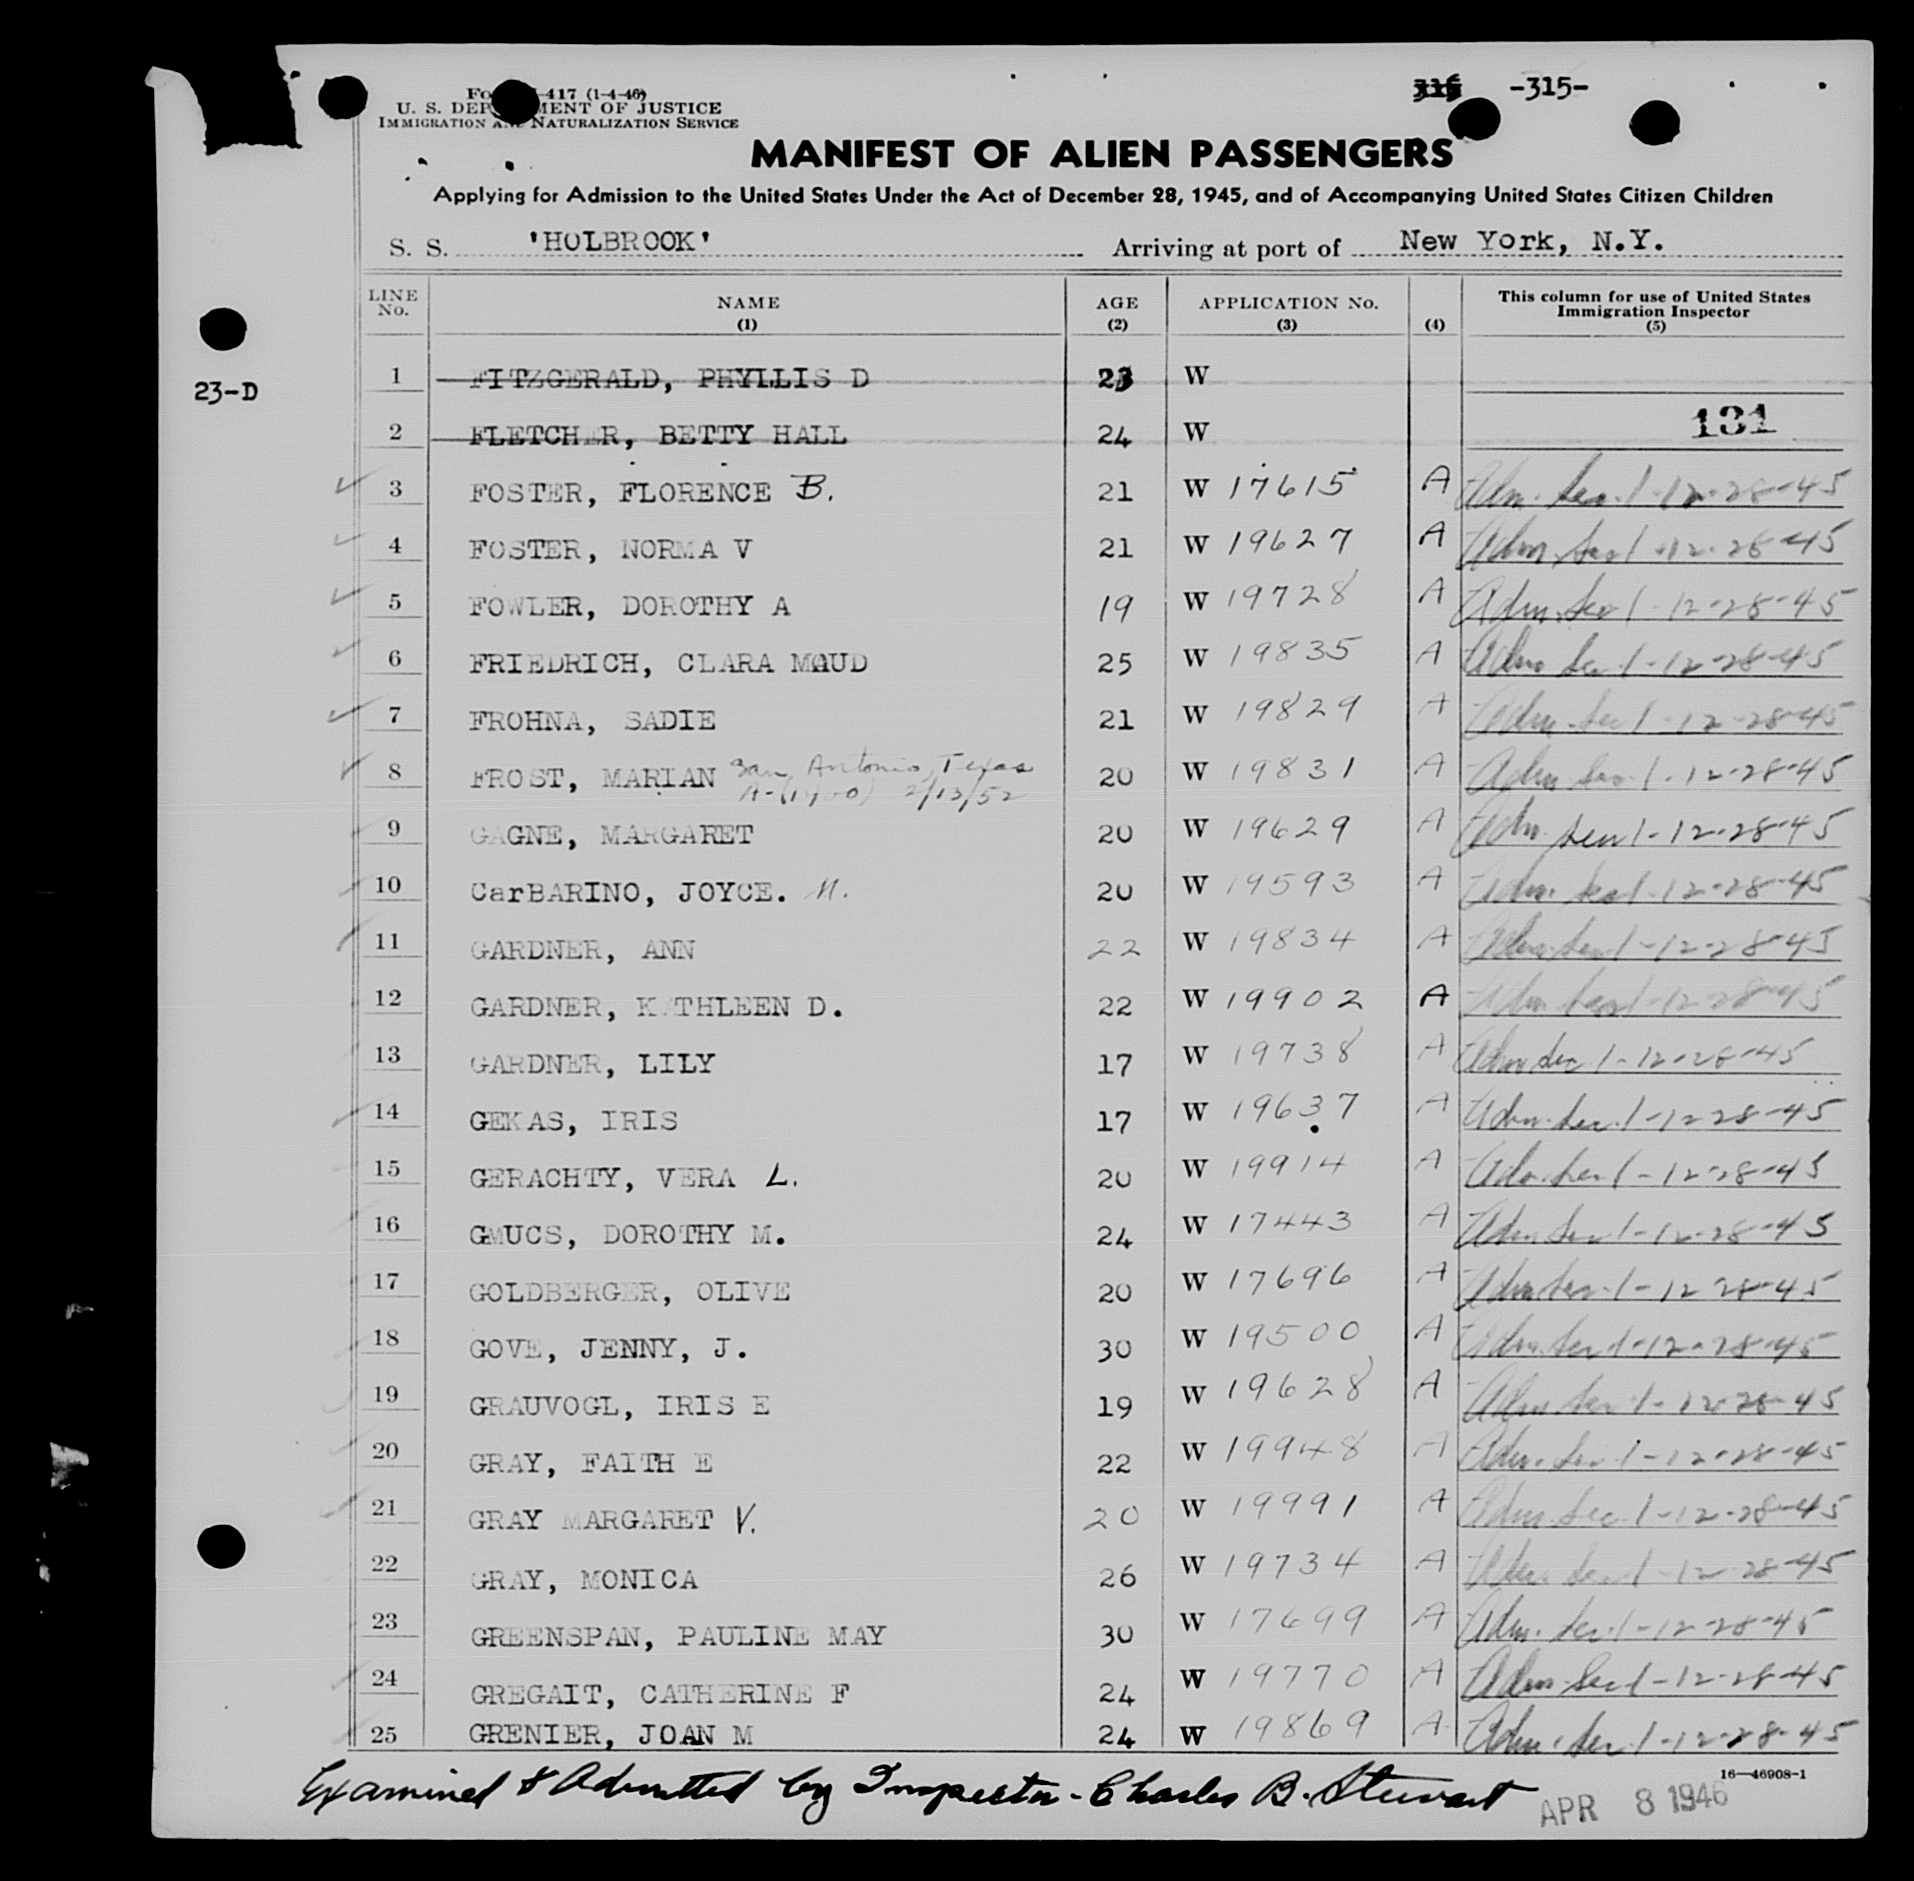 417 (1-4-46)
-315-
U. S. DEPARTMENT OF JUSTICE
IMMIGRATION AND NATURALIZATION SERVICE
MANIFEST OF ALIEN PASSENGERS
Applying for Admission to the United States Under the Act of December 28, 1945, and of Accompanying United States Citizen Children
S. S. 'HOLBROOK' Arriving at port of New York, N.Y.
LINE No. NAME (1) AGE (2) APPLICATION No. (3) (4) This column for use of United States Immigration Inspector (5)
23-D
1 FITZGERALD, PHYLLIS D 23 W
131
2 FLETCHER, BETTY HALL 24 W
3 FOSTER, FLORENCE B. 21 W 17615 A Adm. Sec. 1-12-28-45
4 FOSTER, NORMA V 21 W 19627 A Adm Sec 1-12-28-45
5 FOWLER, DOROTHY A 19 W 19728 A Adm. Sec 1-12-28-45
6 FRIEDRICH, CLARA MAUD 25 W 19835 A Adm Sec 1-12-28-45
7 FROHNA, SADIE 21 W 19829 A Adm. Sec 1-12-28-45
8 FROST, MARIAN San Antonio, Texas 2/13/52 20 W 19831 A Adm Sec. 1-12-28-45
9 GAGNE, MARGARET 20 W 19629 A Adm. Sec 1-12-28-45
10 CarBARINO, JOYCE. M. 20 W 19593 A Adm. Sec 1-12-28-45
11 GARDNER, ANN 22 W 19834 A Adm. Sec 1-12-28-45
12 GARDNER, KATHLEEN D. 22 W 19902 A Adm Sec 1-12-28-45
13 GARDNER, LILY 17 W 19738 A Adm Sec 1-12-28-45
14 GEKAS, IRIS 17 W 19637 A Adm. Sec. 1-12-28-45
15 GERACHTY, VERA L. 20 W 19914 A Adm. Sec 1-12-28-45
16 GMUCS, DOROTHY M. 24 W 17443 A Adm Sec 1-12-28-45
17 GOLDBERGER, OLIVE 20 W 17696 A Adm Sec. 1-12-28-45
18 GOVE, JENNY, J. 30 W 19500 A Adm. Sec 1-12-28-45
19 GRAUVOGL, IRIS E 19 W 19628 A Adm Sec 1-12-28-45
20 GRAY, FAITH E 22 W 19948 A Adm. Sec 1-12-28-45
21 GRAY MARGARET V. 20 W 19991 A Adm. Sec. 1-12-28-45
22 GRAY, MONICA 26 W 19734 A Adm Sec 1-12-28-45
23 GREENSPAN, PAULINE MAY 30 W 17699 A Adm. Sec. 1-12-28-45
24 GREGAIT, CATHERINE F 24 W 19770 A Adm Sec 1-12-28-45
25 GRENIER, JOAN M 24 W 19869 A Adm. Sec. 1-12-28-45
16—46908-1
Examined & Admitted by Inspector - Charles B. Stewart
APR 8 1946